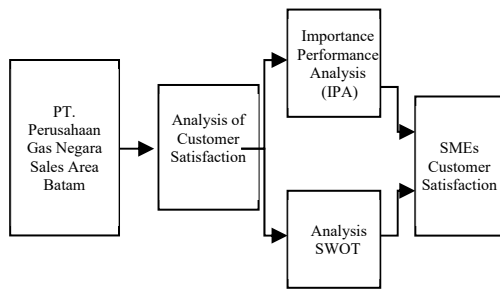 PT.
Perusahaan
Gas Negara
Sales Area
Batam
Analysis of
Customer
Satisfaction
Importance
Performance
Analysis
(IPA)
Analysis
SWOT
SMEs
Customer
Satisfaction